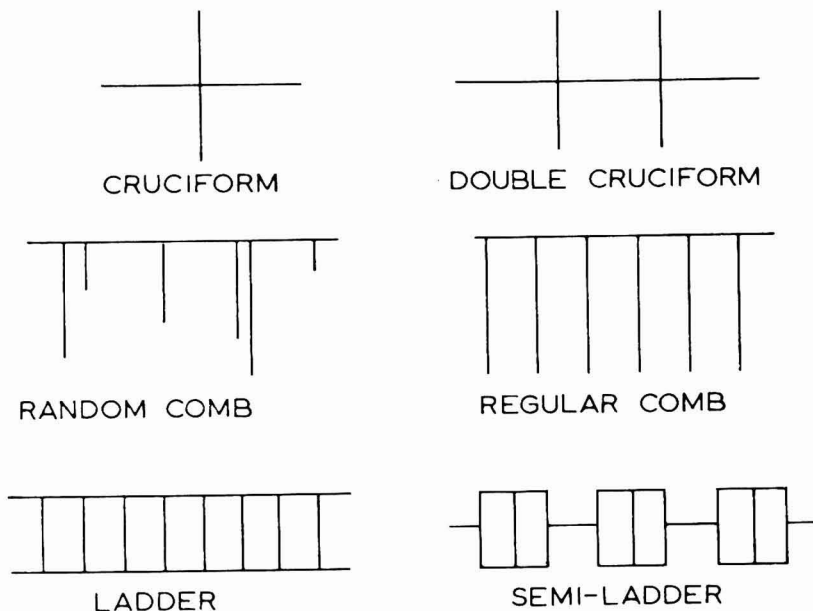 CRUCIFORM
DOUBLE CRUCIFORM
RANDOM COMB
REGULAR COMB
LADDER
SEMI-LADDER